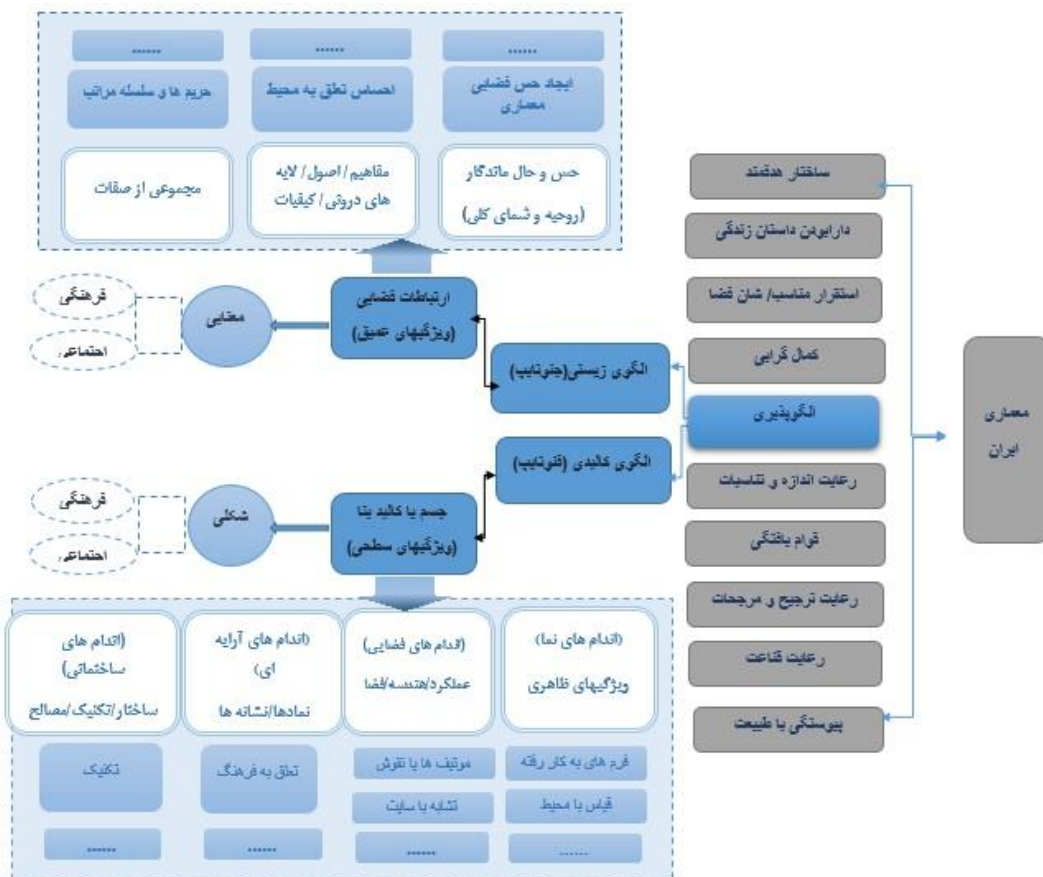 معماری
ایران
ساختار هدفمند
دارابودن داستان زندگی
استقرار مناسب/ شان فضا
کمال گرایی
الگوپذیری
رعایت اندازه و تناسبات
قوام یافتگی
رعایت ترجیح و مرجحات
رعایت قناعت
پیوستگی با طبیعت
الگوی زیستی(جنوتایپ)
الگوی کالبدی (فنوتایپ)
ارتباطات فضایی
(ویژگیهای عمیق)
معنایی
فرهنگی
اجتماعی
......
......
......
ایجاد حس فضایی
معماری
احساس تعلق به محیط
حریم ها و سلسله مراتب
حس و حال ماندگار
(روحیه و شمای کلی)
مفاهیم/ اصول/ لایه
های درونی/ کیفیات
مجموعی از صفات
جسم یا کالبد بنا
(ویژگیهای سطحی)
شکلی
فرهنگی
اجتماعی
(اندام های نما)
ویژگیهای ظاهری
(اندام های فضایی)
عملکرد/هندسه/فضا
(اندام های آرایه
ای)
نمادها/نشانه ها
(اندام های
ساختمانی)
ساختار/تکنیک/مصالح
فرم های به کار رفته
قیاس با محیط
......
موتیف ها یا نقوش
تشابه با سایت
......
تعلق به فرهنگ
......
تکنیک
......